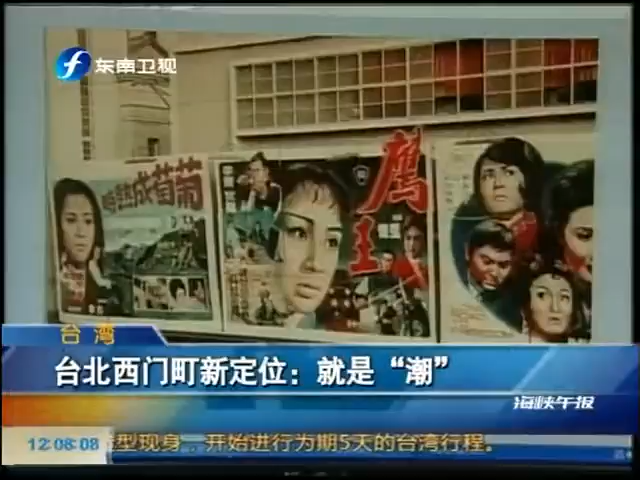 东南卫视
葡萄成熟時
鷹王
台湾
台北西门町新定位：就是“潮”
海峡午报
12:08:08
型现身，开始进行为期5天的台湾行程。